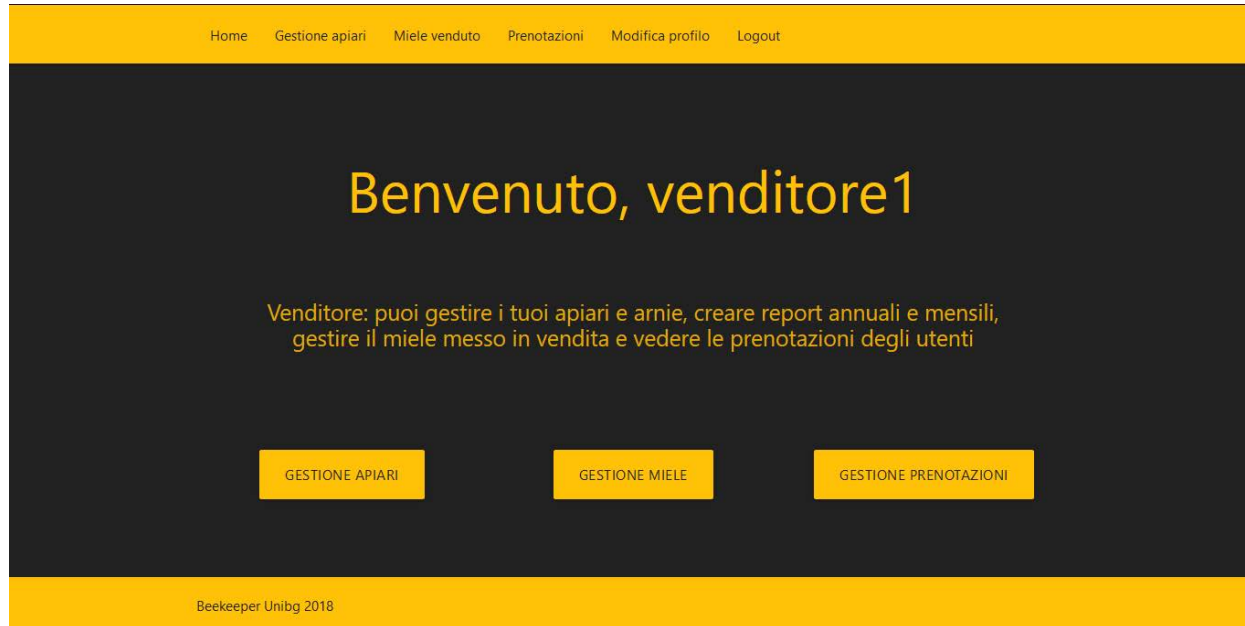 Home Gestione apiari Miele venduto Prenotazioni Modifica profilo Logout
Benvenuto, venditore1
Venditore: puoi gestire i tuoi apiari e arnie, creare report annuali e mensili,
gestire il miele messo in vendita e vedere le prenotazioni degli utenti
GESTIONE APIARI GESTIONE MIELE GESTIONE PRENOTAZIONI
Beekeeper Unibg 2018